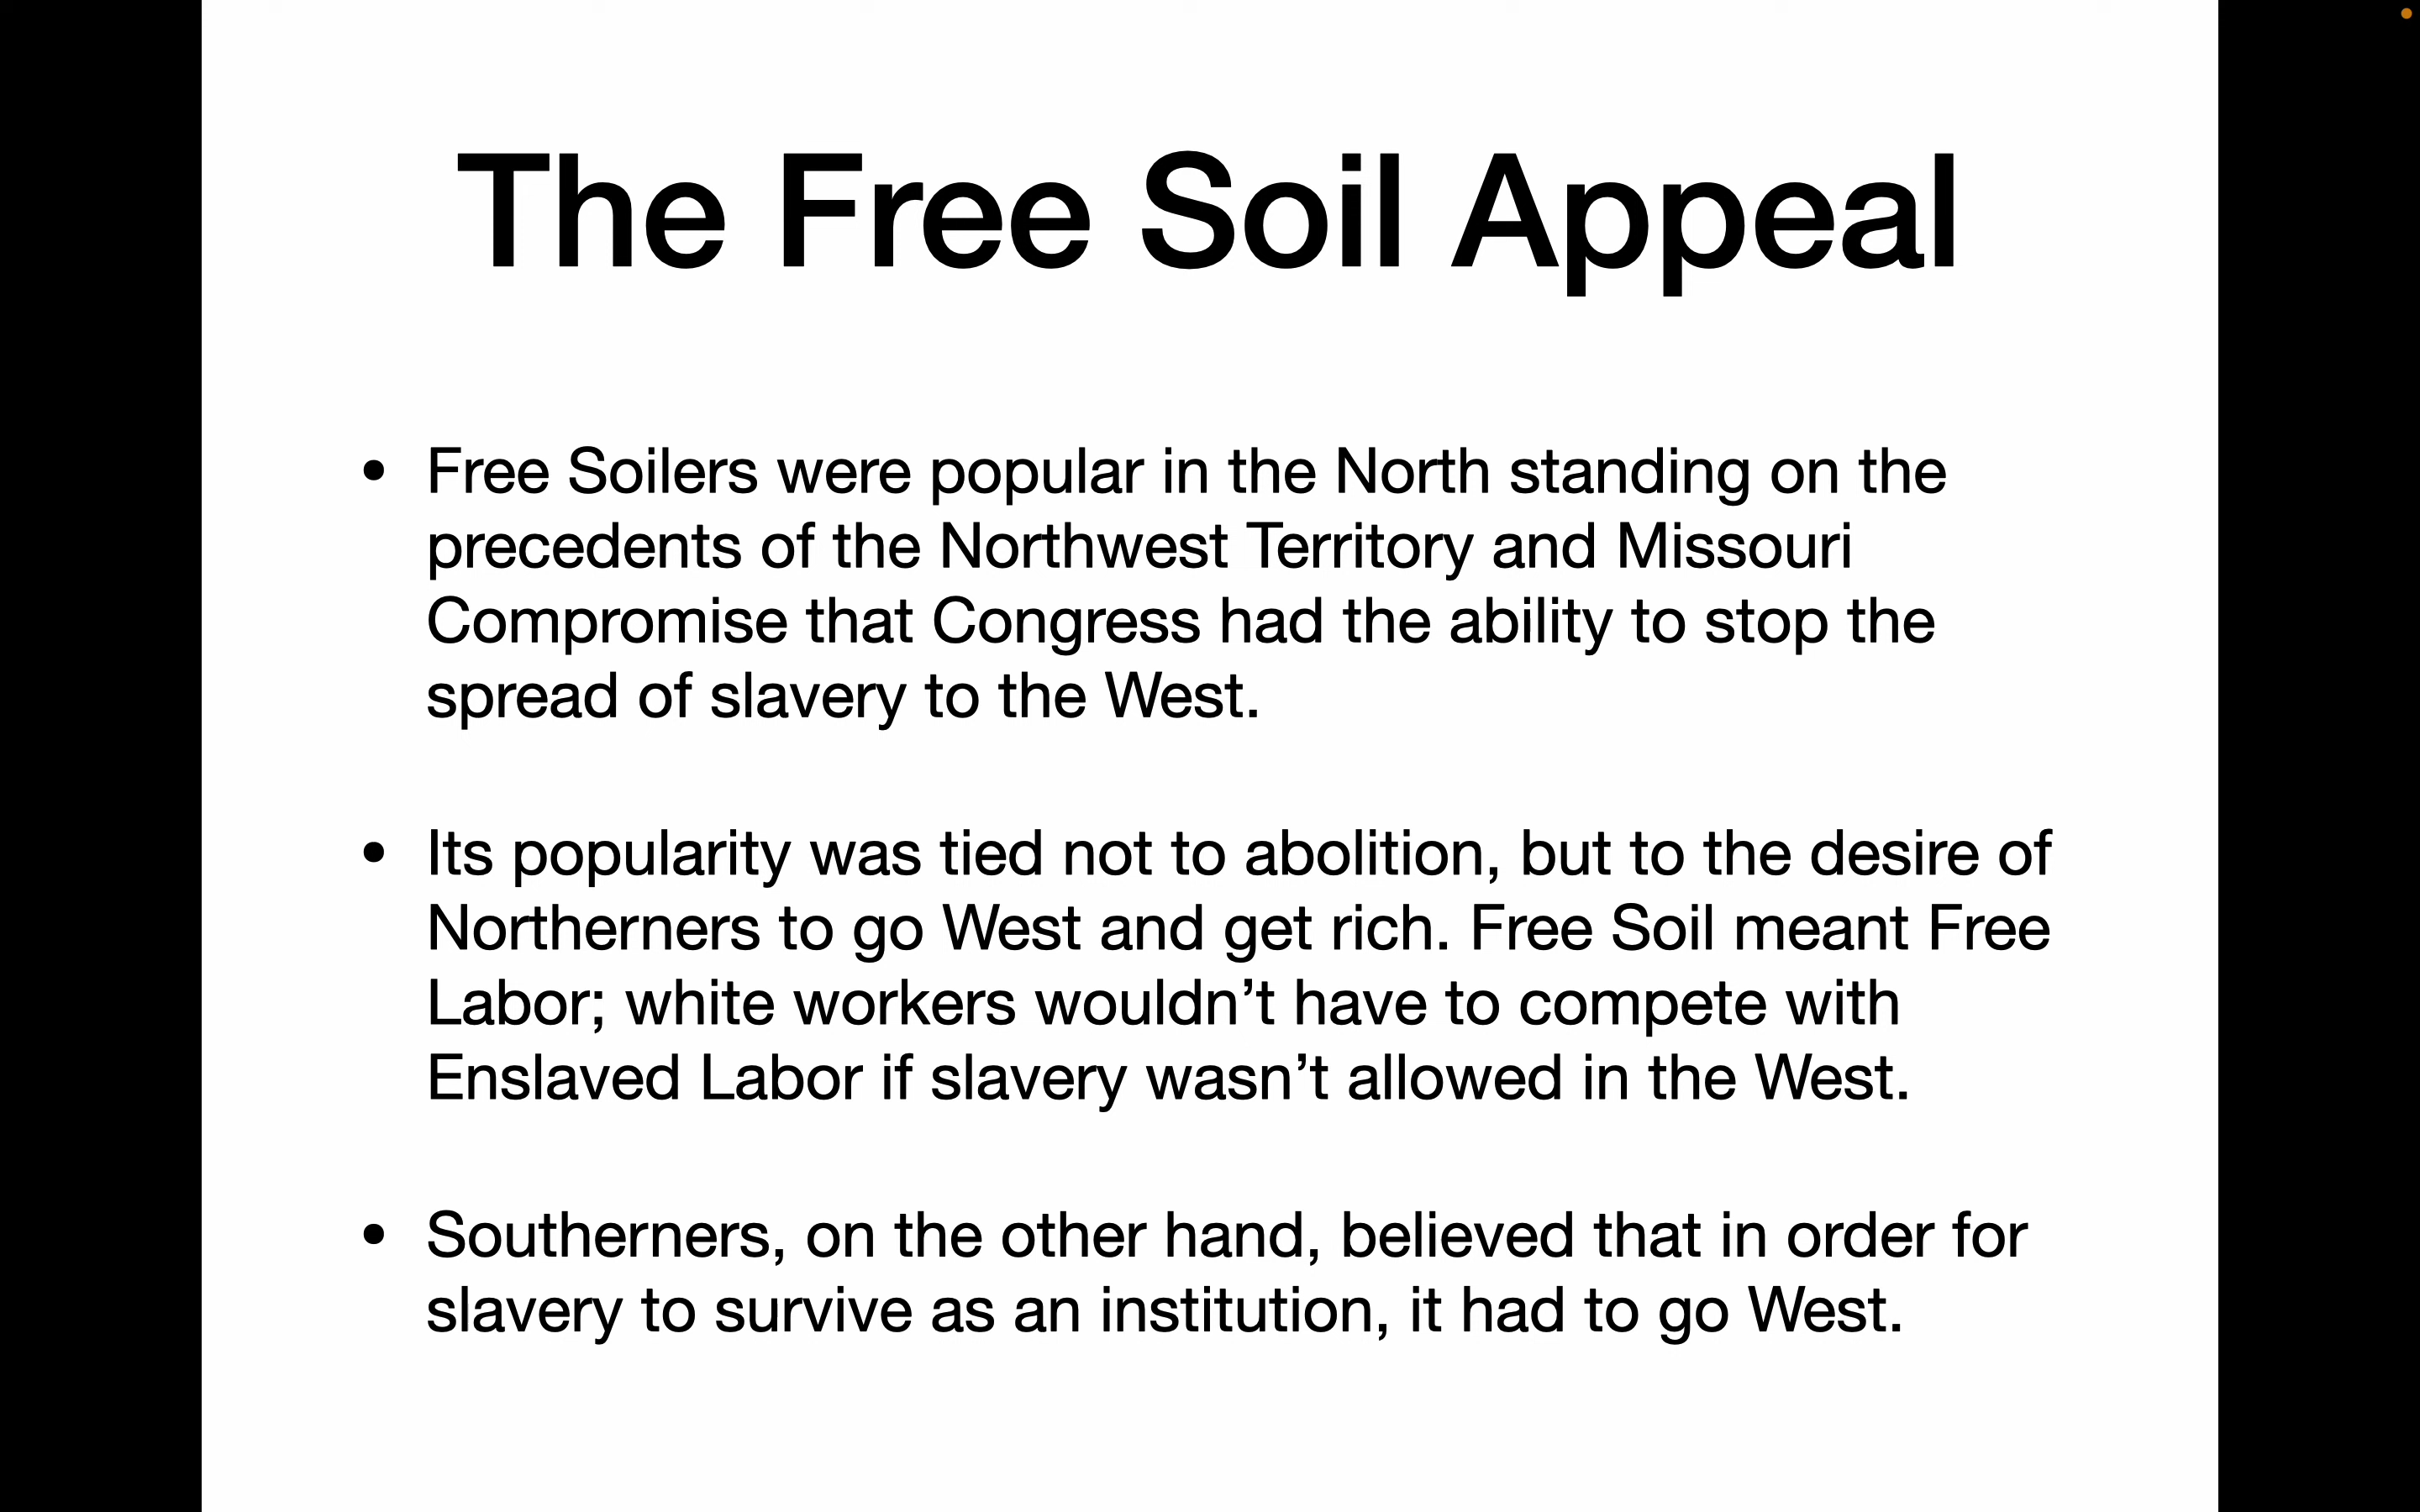 The Free Soil Appeal
• Free Soilers were popular in the North standing on the
precedents of the Northwest Territory and Missouri
Compromise that Congress had the ability to stop the
spread of slavery to the West.
• Its popularity was tied not to abolition, but to the desire of
Northerners to go West and get rich. Free Soil meant Free
Labor; white workers wouldn’t have to compete with
Enslaved Labor if slavery wasn’t allowed in the West.
• Southerners, on the other hand, believed that in order for
slavery to survive as an institution, it had to go West.